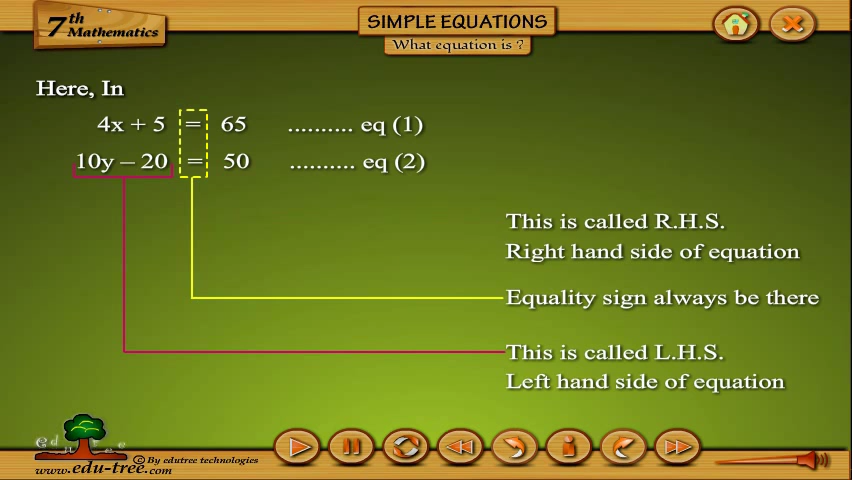 7th
Mathematics
SIMPLE EQUATIONS
What equation is ?
Here, In
4x + 5 = 65 .......... eq (1)
10y – 20 = 50 .......... eq (2)
This is called R.H.S.
Right hand side of equation
Equality sign always be there
This is called L.H.S.
Left hand side of equation
© By edutree technologies
www.edu-tree.com